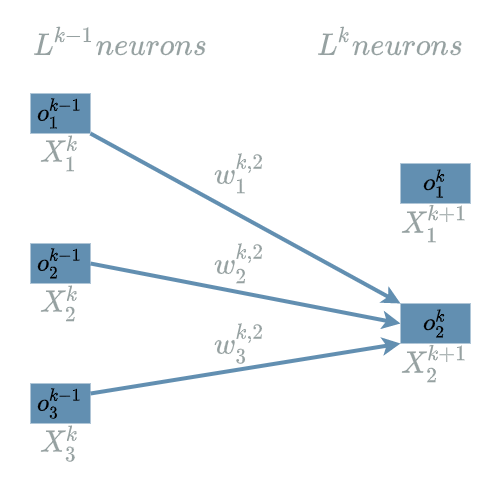 L^{k-1} neurons
L^{k} neurons
o_1^{k-1}
X_1^{k}
w_1^{k,2}
o_1^{k}
X_1^{k+1}
o_2^{k-1}
X_2^{k}
w_2^{k,2}
o_2^{k}
X_2^{k+1}
w_3^{k,2}
o_3^{k-1}
X_3^{k}